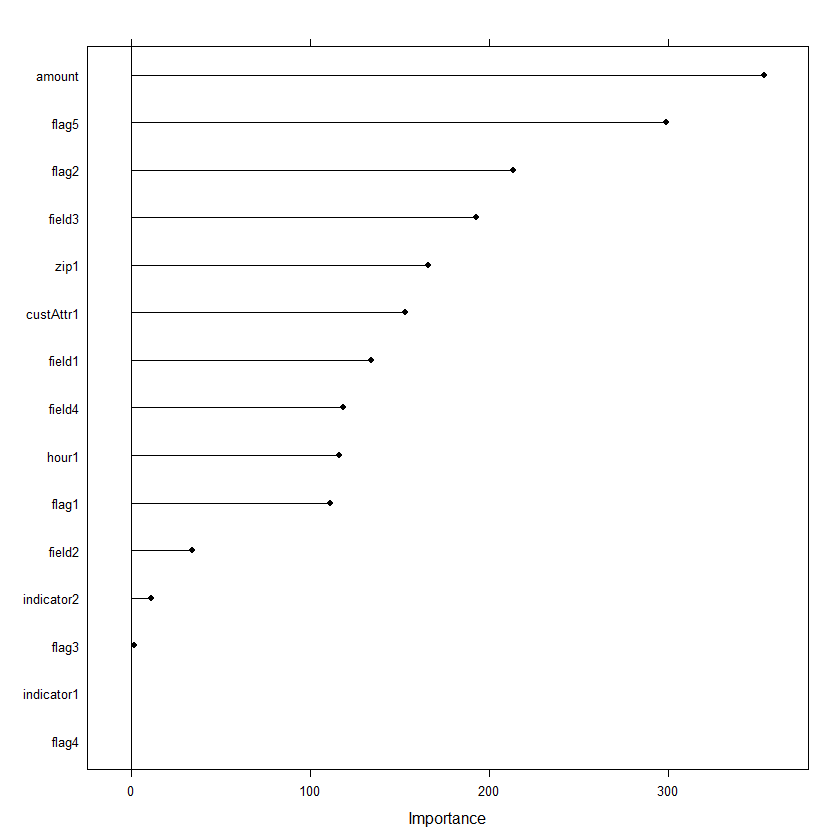 amount
flag5
flag2
field3
zip1
custAttr1
field1
field4
hour1
flag1
field2
indicator2
flag3
indicator1
flag4
0 100 200 300
Importance